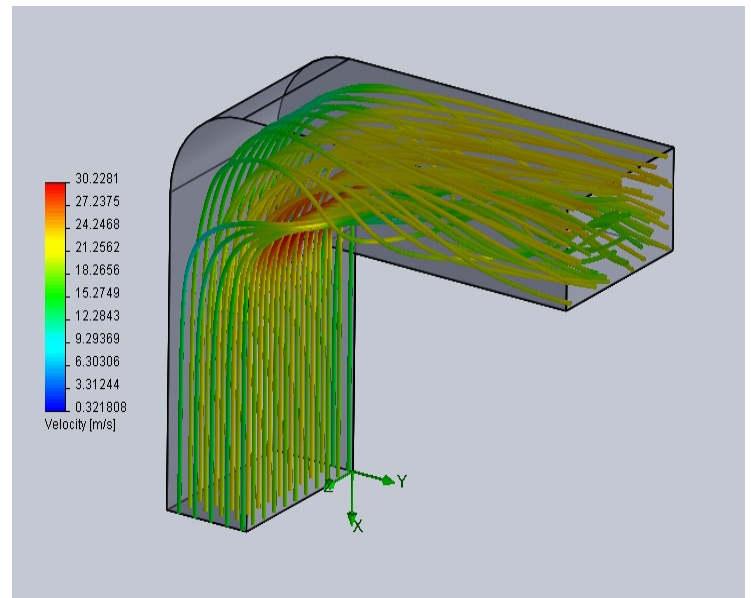 30.2281
27.2375
24.2468
21.2562
18.2656
15.2749
12.2843
9.29369
6.30306
3.31244
0.321808
Velocity [m/s]
Z
Y
X